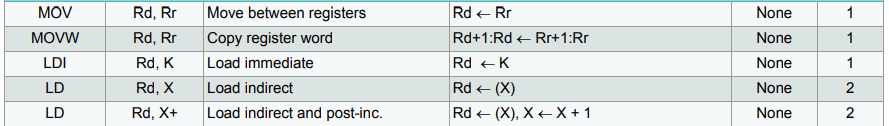 MOV Rd, Rr Move between registers Rd ← Rr None 1
MOVW Rd, Rr Copy register word Rd+1:Rd ← Rr+1:Rr None 1
LDI Rd, K Load immediate Rd ← K None 1
LD Rd, X Load indirect Rd ← (X) None 2
LD Rd, X+ Load indirect and post-inc. Rd ← (X), X ← X + 1 None 2